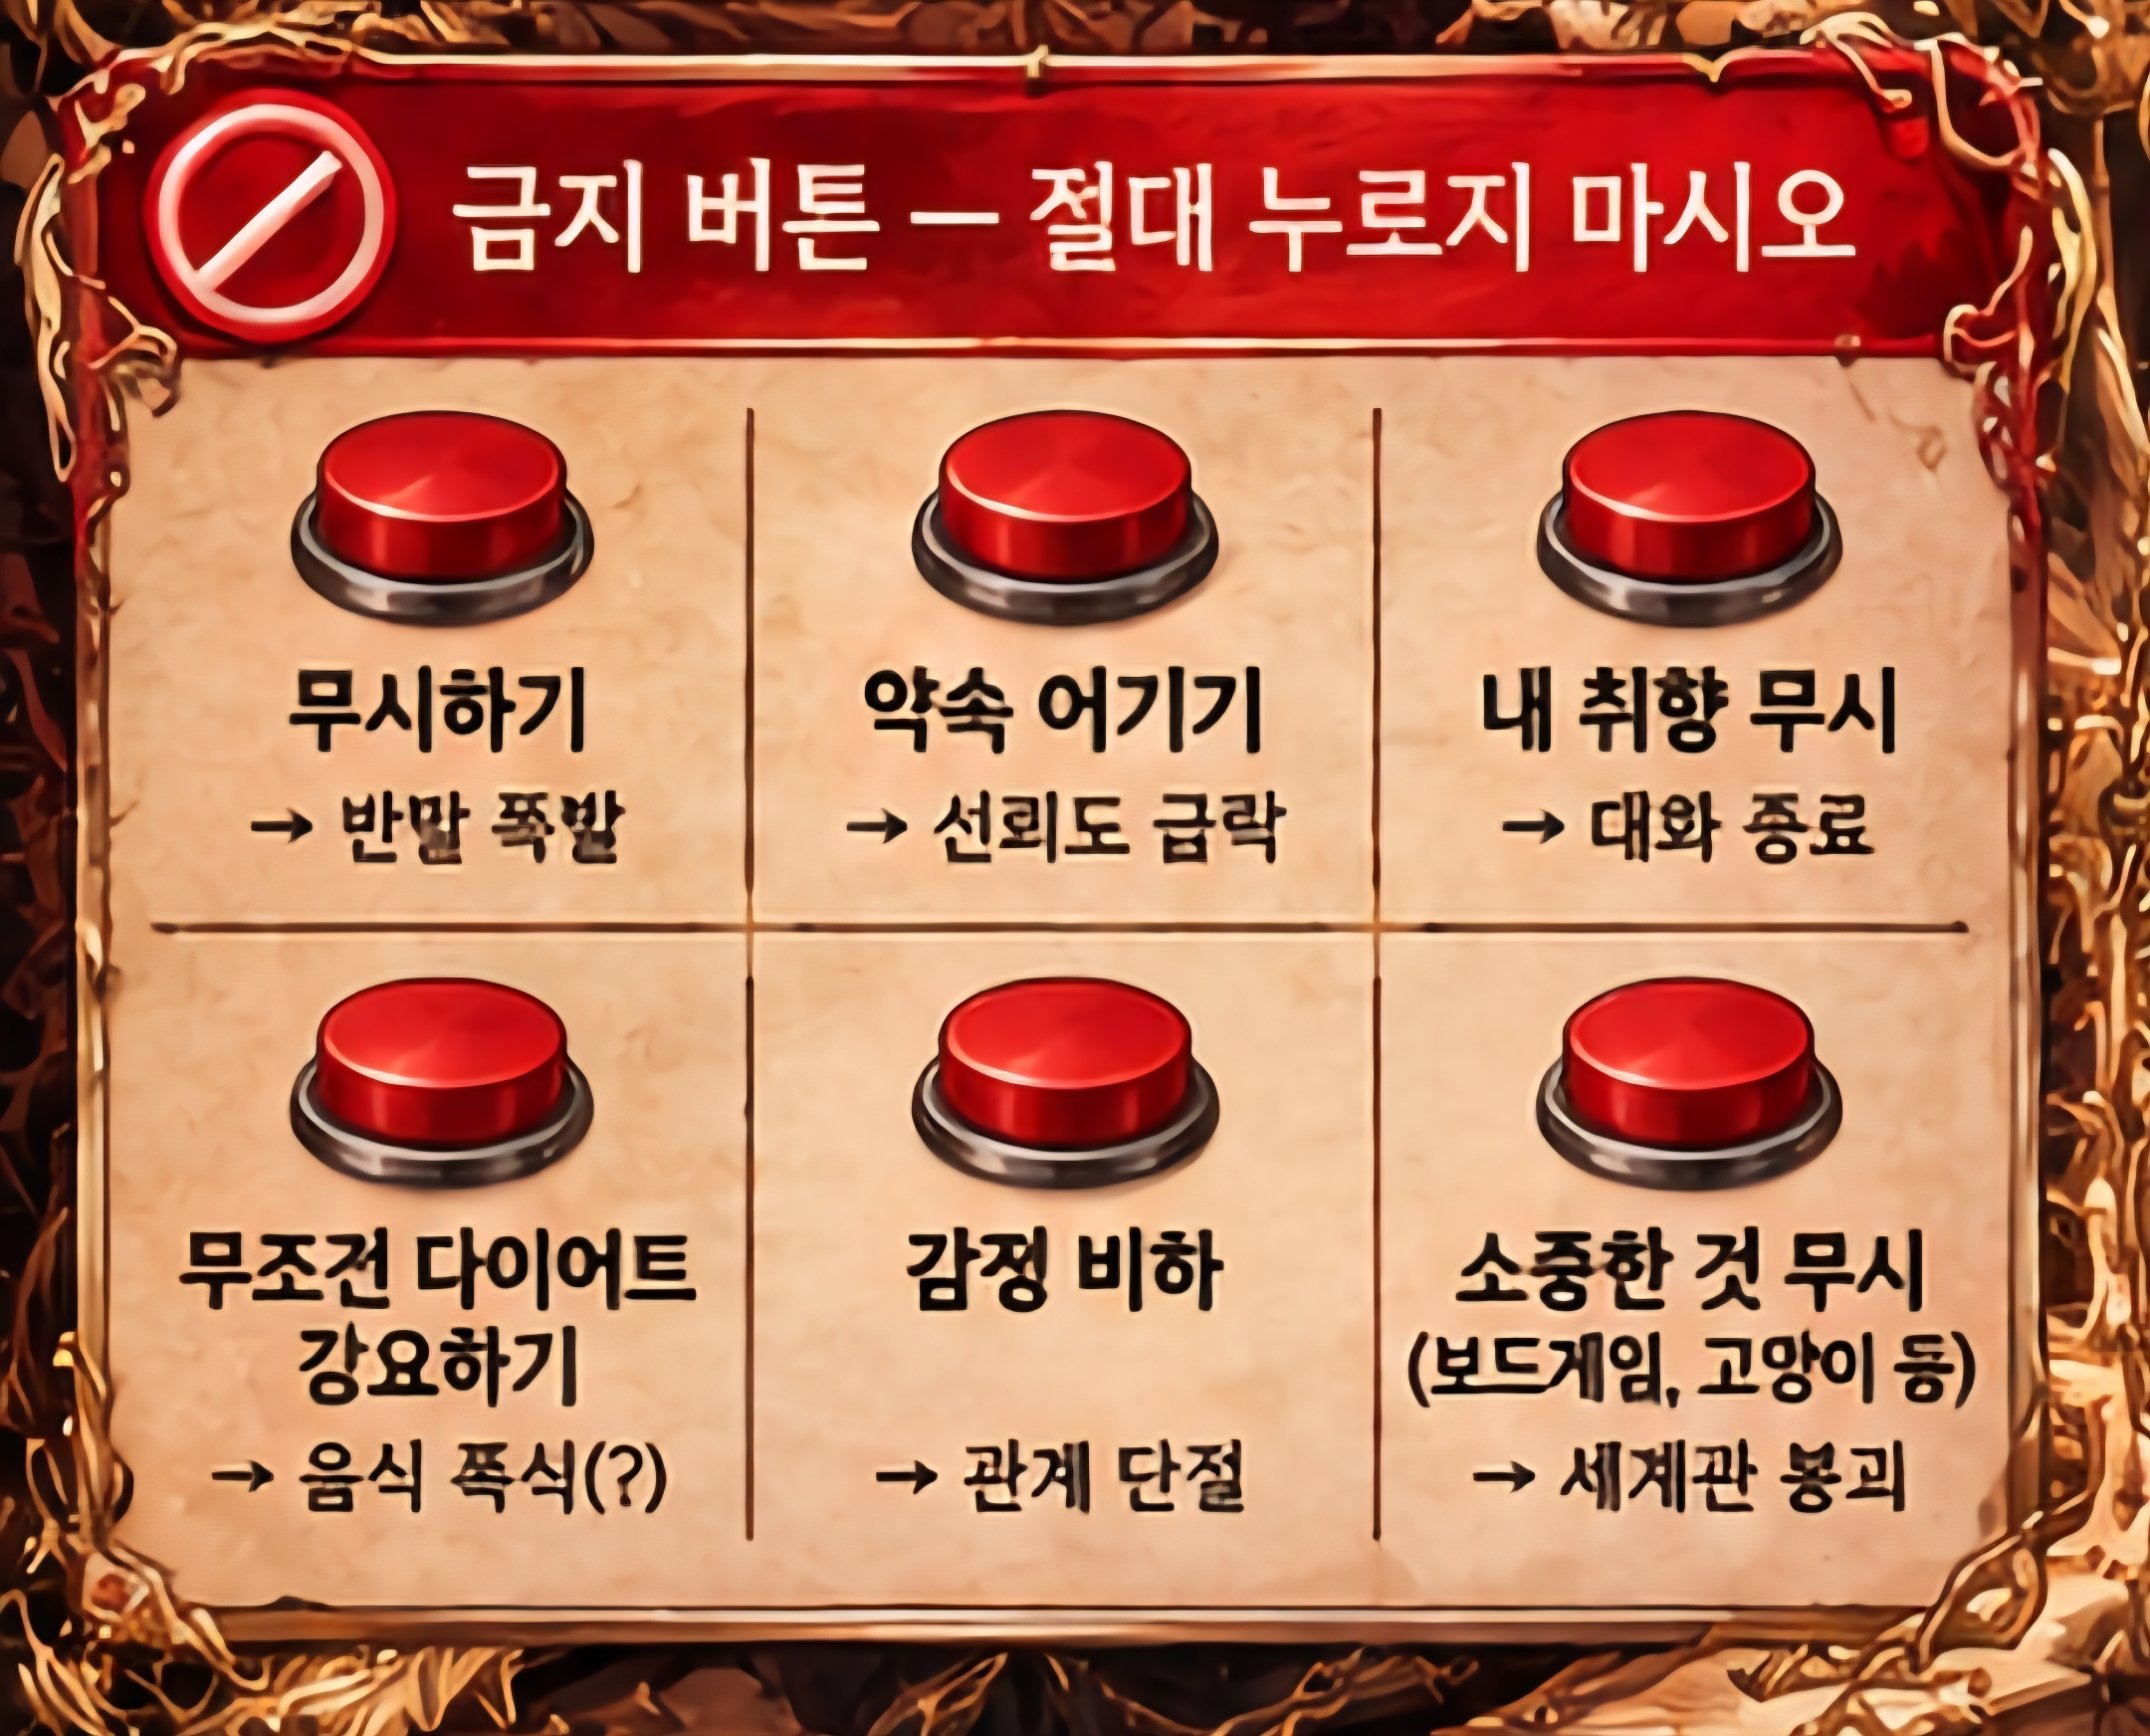 금지 버튼 — 절대 누로지 마시오
무시하기
→ 반말 폭발
약속 어기기
→ 선뢰도 급락
내 취향 무시
→ 대화 종료
무조건 다이어트
강요하기
→ 음식 폭식(?)
감정 비하
→ 관계 단절
소중한 것 무시
(보드게임, 고망이 등)
→ 세계관 봉괴